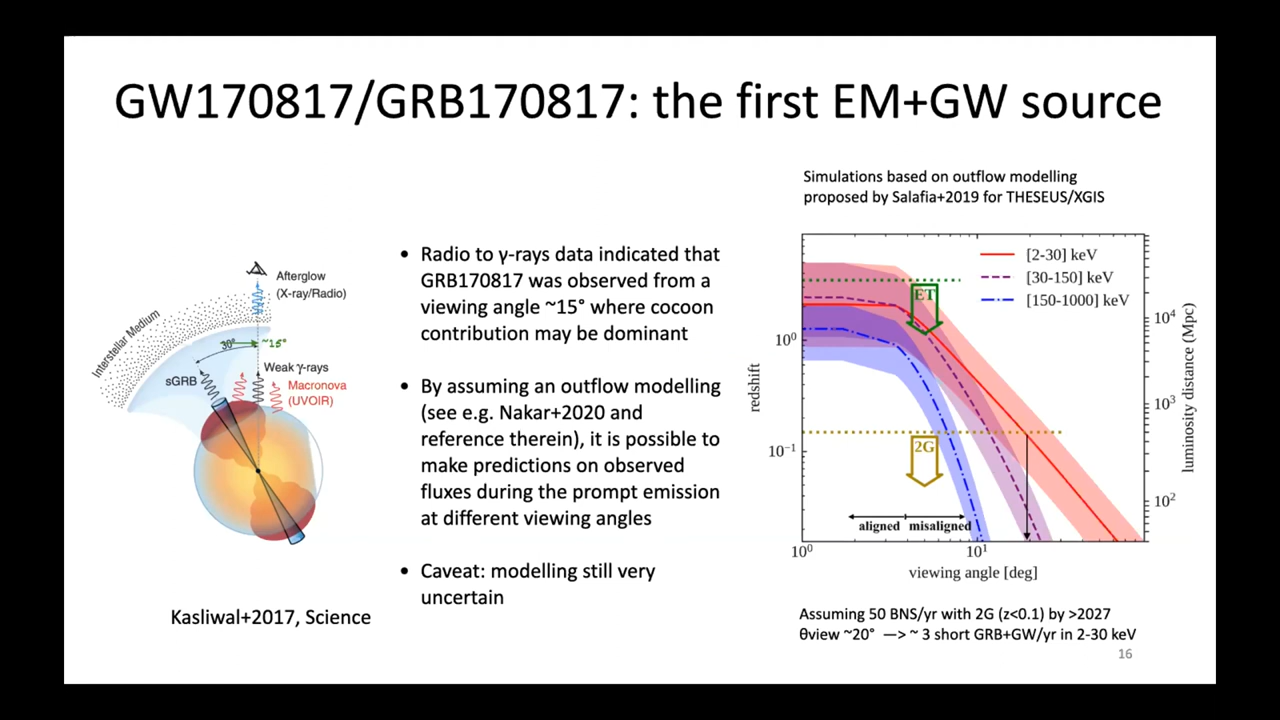 GW170817/GRB170817: the first EM+GW source
Afterglow
(X-ray/Radio)
Interstellar Medium
30°
~15°
sGRB
Weak γ-rays
Macronova
(UVOIR)
Kasliwal+2017, Science
• Radio to γ-rays data indicated that
GRB170817 was observed from a
viewing angle ~15° where cocoon
contribution may be dominant
• By assuming an outflow modelling
(see e.g. Nakar+2020 and
reference therein), it is possible to
make predictions on observed
fluxes during the prompt emission
at different viewing angles
• Caveat: modelling still very
uncertain
Simulations based on outflow modelling
proposed by Salafia+2019 for THESEUS/XGIS
[2-30] keV
[30-150] keV
[150-1000] keV
ET
2G
aligned
misaligned
redshift
10⁰
10⁻¹
luminosity distance (Mpc)
10⁴
10³
10²
10⁰
10¹
viewing angle [deg]
Assuming 50 BNS/yr with 2G (z<0.1) by >2027
θview ~20° —> ~ 3 short GRB+GW/yr in 2-30 keV
16